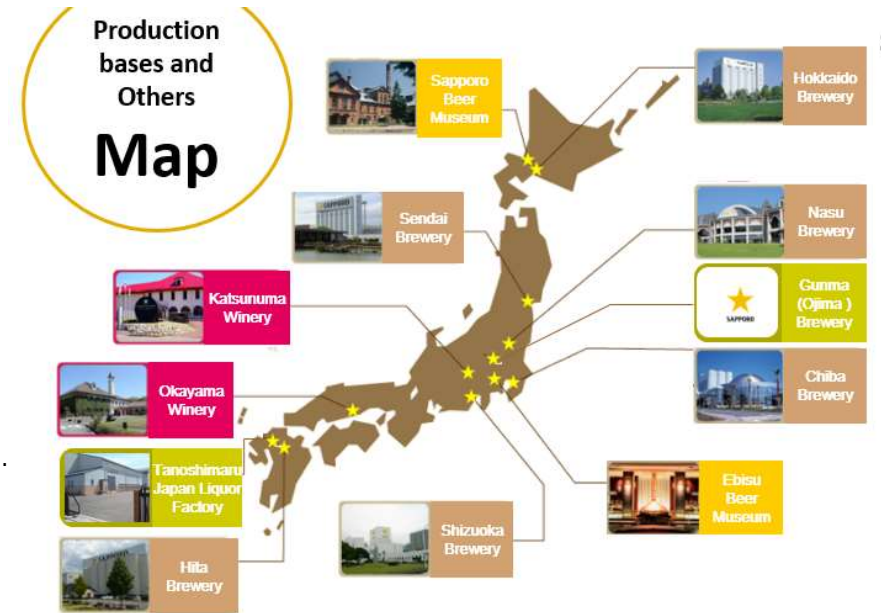 Production
bases and
Others
Map
Sapporo
Beer
Museum
Hokkaido
Brewery
Sendai
Brewery
Nasu
Brewery
Katsunuma
Winery
SAPPORO
Gunma
(Ojima )
Brewery
Okayama
Winery
Chiba
Brewery
Tanoshimaru
Japan Liquor
Factory
Ebisu
Beer
Museum
Shizuoka
Brewery
Hita
Brewery